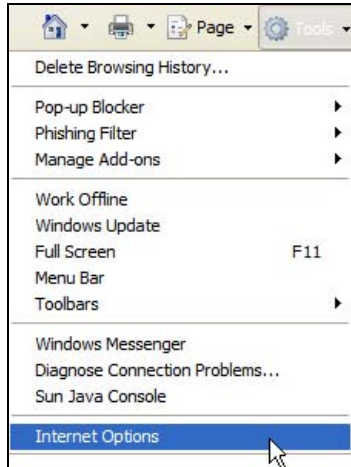 Page Tools
Delete Browsing History...
Pop-up Blocker
Phishing Filter
Manage Add-ons
Work Offline
Windows Update
Full Screen F11
Menu Bar
Toolbars
Windows Messenger
Diagnose Connection Problems...
Sun Java Console
Internet Options